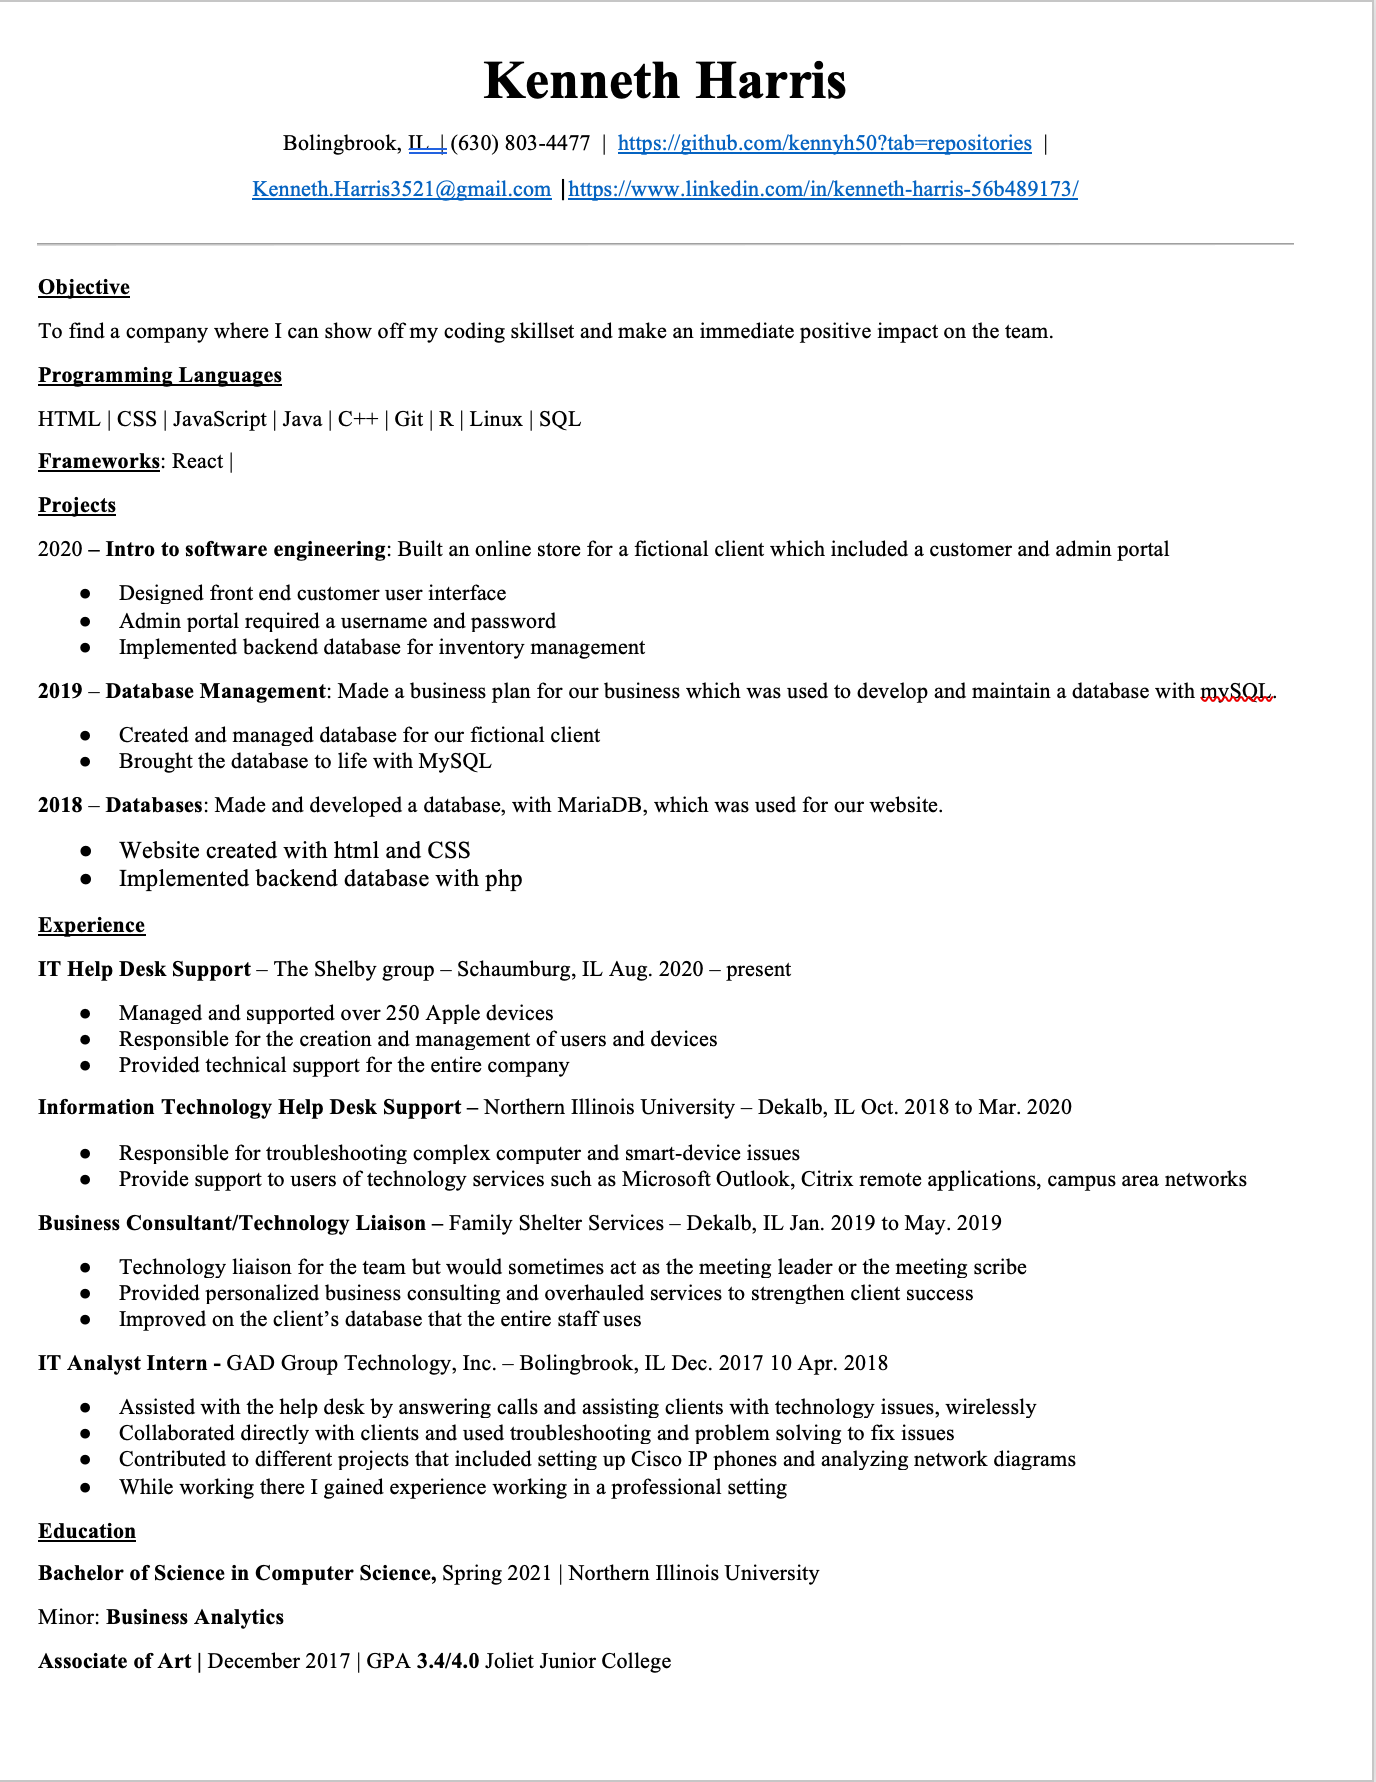 Kenneth Harris
Bolingbrook, IL | (630) 803-4477 | https://github.com/kennyh50?tab=repositories |
Kenneth.Harris3521@gmail.com |https://www.linkedin.com/in/kenneth-harris-56b489173/
Objective
To find a company where I can show off my coding skillset and make an immediate positive impact on the team.
Programming Languages
HTML | CSS | JavaScript | Java | C++ | Git | R | Linux | SQL
Frameworks: React |
Projects
2020 – Intro to software engineering: Built an online store for a fictional client which included a customer and admin portal
● Designed front end customer user interface
● Admin portal required a username and password
● Implemented backend database for inventory management
2019 – Database Management: Made a business plan for our business which was used to develop and maintain a database with mySQL.
● Created and managed database for our fictional client
● Brought the database to life with MySQL
2018 – Databases: Made and developed a database, with MariaDB, which was used for our website.
● Website created with html and CSS
● Implemented backend database with php
Experience
IT Help Desk Support – The Shelby group – Schaumburg, IL Aug. 2020 – present
● Managed and supported over 250 Apple devices
● Responsible for the creation and management of users and devices
● Provided technical support for the entire company
Information Technology Help Desk Support – Northern Illinois University – Dekalb, IL Oct. 2018 to Mar. 2020
● Responsible for troubleshooting complex computer and smart-device issues
● Provide support to users of technology services such as Microsoft Outlook, Citrix remote applications, campus area networks
Business Consultant/Technology Liaison – Family Shelter Services – Dekalb, IL Jan. 2019 to May. 2019
● Technology liaison for the team but would sometimes act as the meeting leader or the meeting scribe
● Provided personalized business consulting and overhauled services to strengthen client success
● Improved on the client’s database that the entire staff uses
IT Analyst Intern - GAD Group Technology, Inc. – Bolingbrook, IL Dec. 2017 10 Apr. 2018
● Assisted with the help desk by answering calls and assisting clients with technology issues, wirelessly
● Collaborated directly with clients and used troubleshooting and problem solving to fix issues
● Contributed to different projects that included setting up Cisco IP phones and analyzing network diagrams
● While working there I gained experience working in a professional setting
Education
Bachelor of Science in Computer Science, Spring 2021 | Northern Illinois University
Minor: Business Analytics
Associate of Art | December 2017 | GPA 3.4/4.0 Joliet Junior College